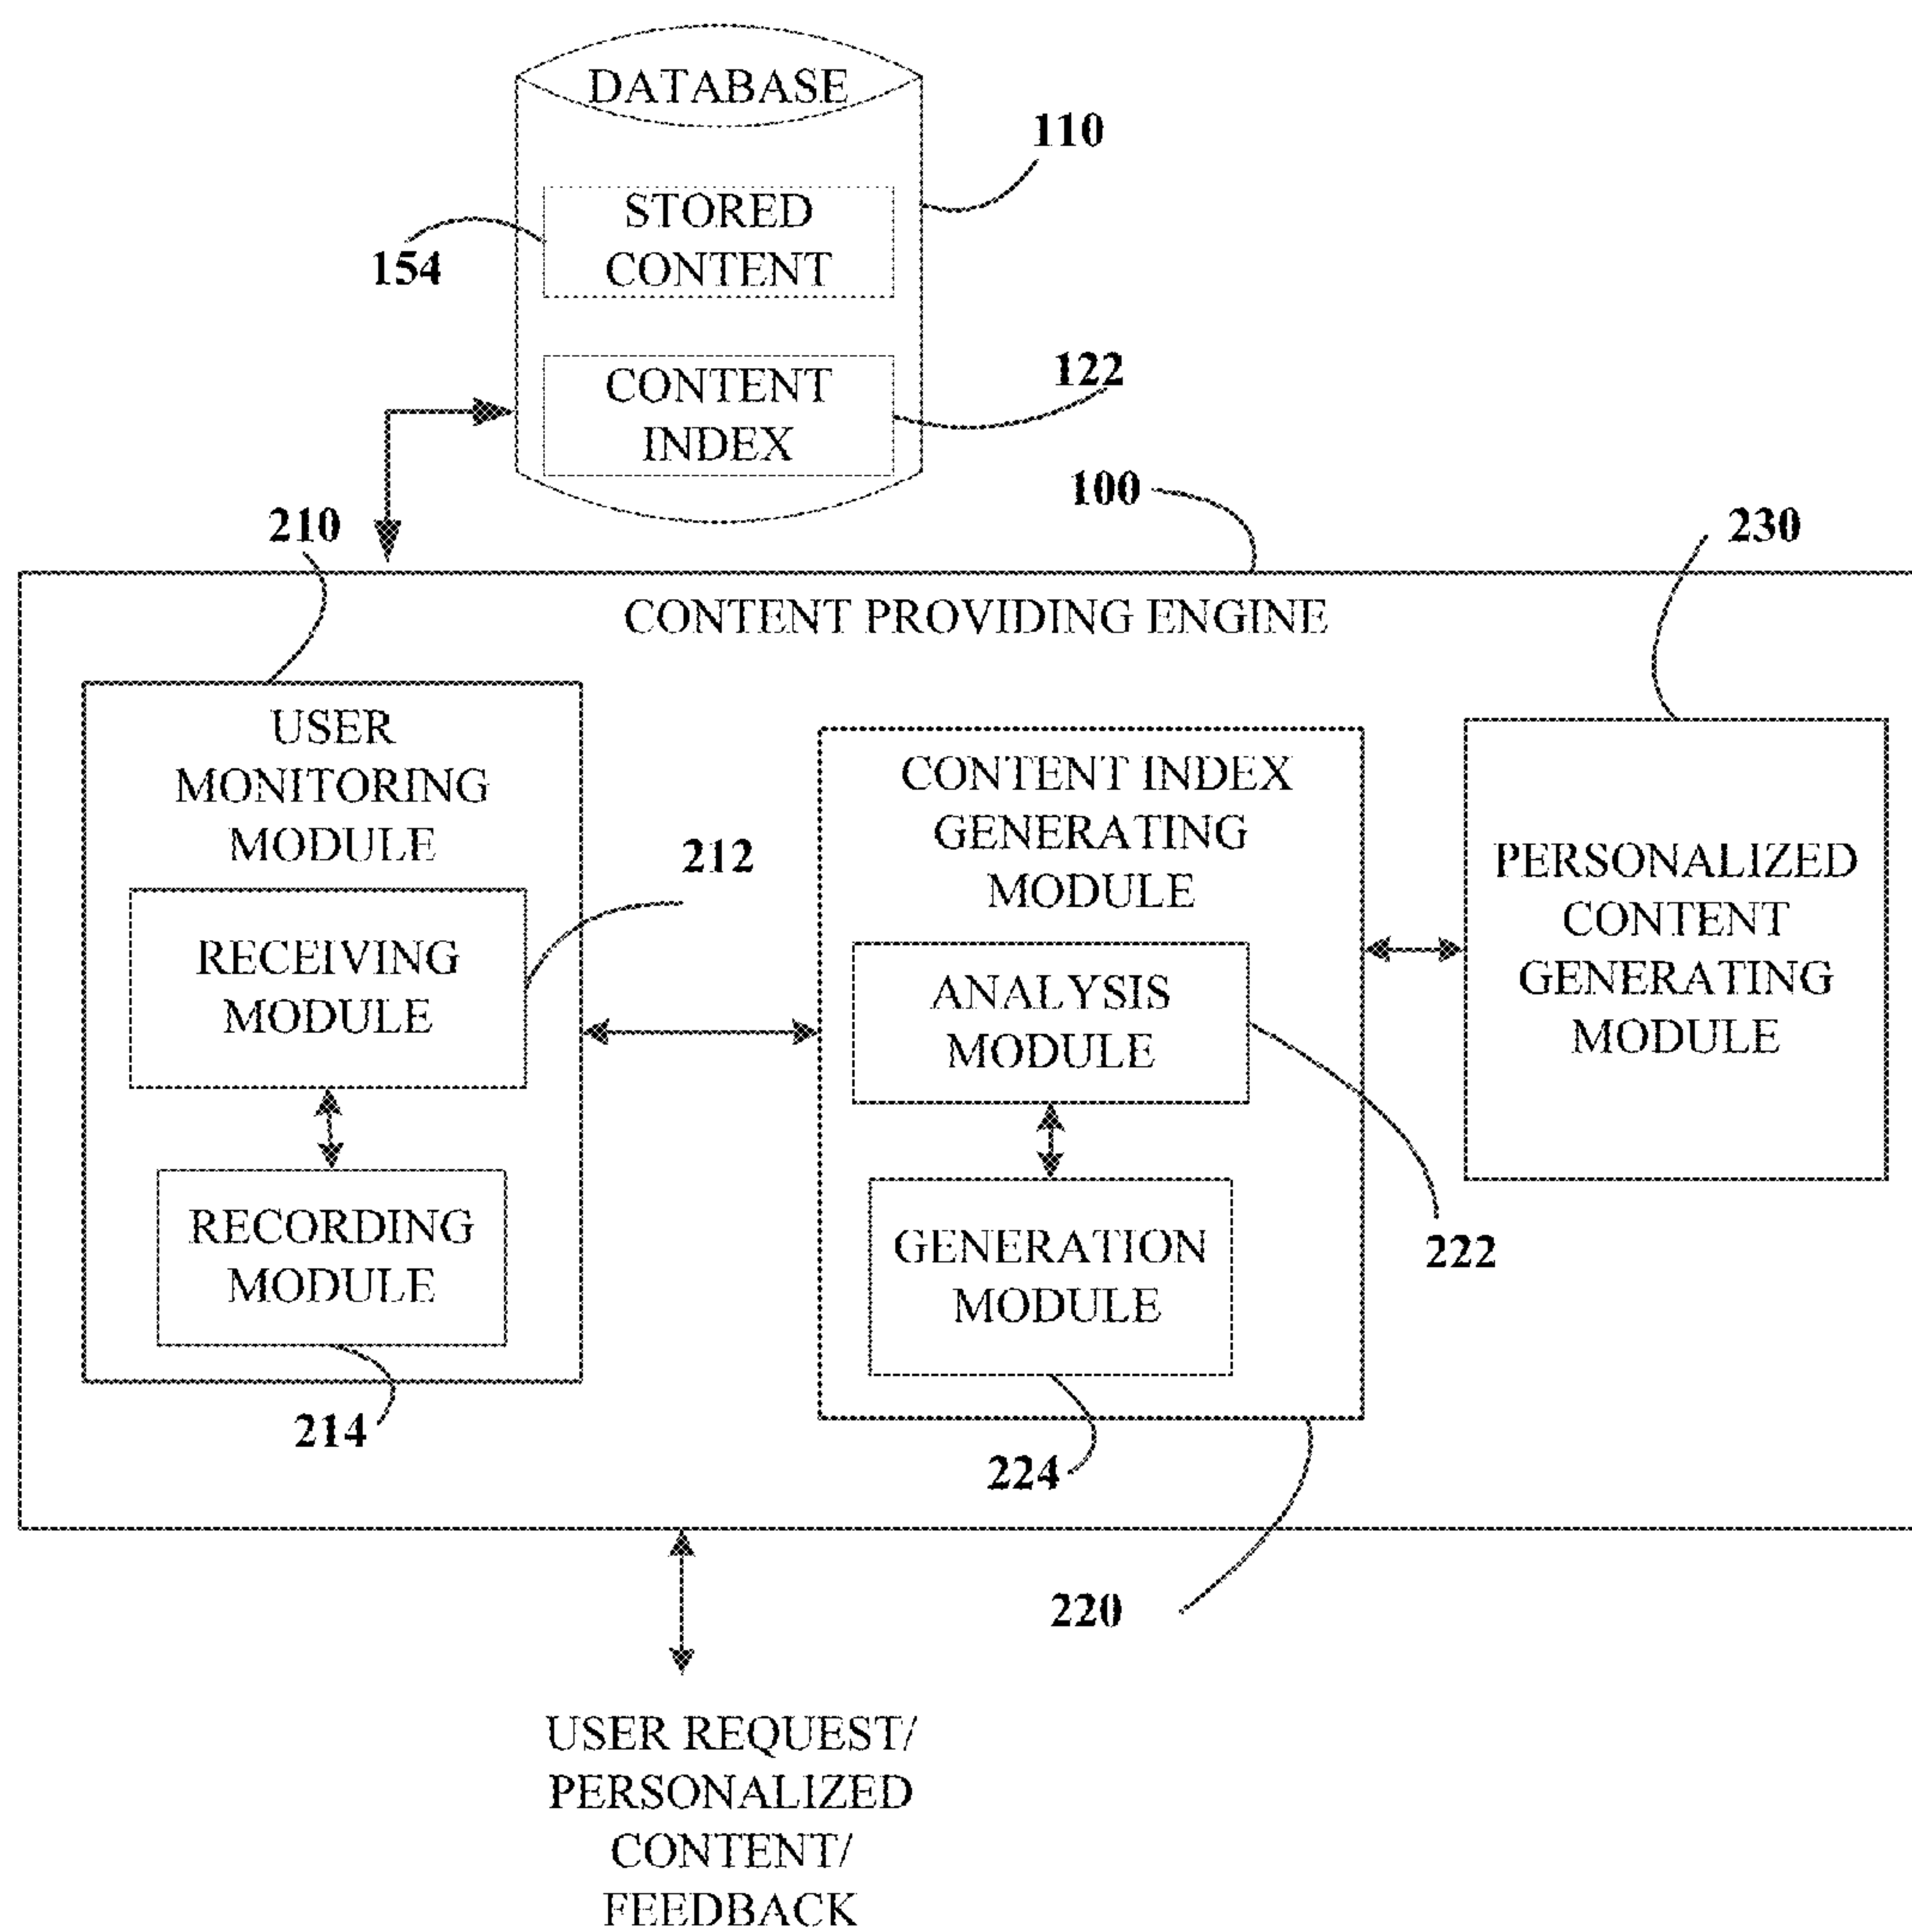 DATABASE
110
STORED
CONTENT
154
CONTENT
INDEX
122
100
210
230
CONTENT PROVIDING ENGINE
USER
MONITORING
MODULE
212
RECEIVING
MODULE
RECORDING
MODULE
214
CONTENT INDEX
GENERATING
MODULE
ANALYSIS
MODULE
GENERATION
MODULE
222
224
220
PERSONALIZED
CONTENT
GENERATING
MODULE
USER REQUEST/
PERSONALIZED
CONTENT/
FEEDBACK